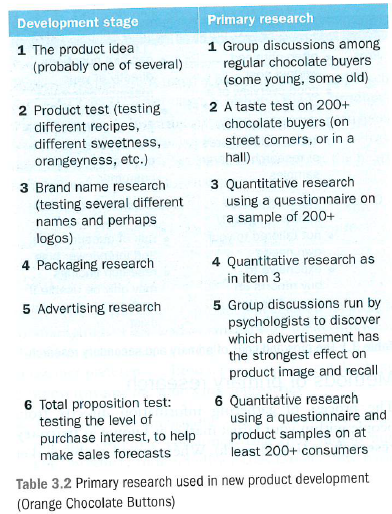 Development stage
Primary research
1 The product idea
(probably one of several)
1 Group discussions among
regular chocolate buyers
(some young, some old)
2 Product test (testing
different recipes,
different sweetness,
orangeyness, etc.)
2 A taste test on 200+
chocolate buyers (on
street corners, or in a
hall)
3 Brand name research
(testing several different
names and perhaps
logos)
3 Quantitative research
using a questionnaire on
a sample of 200+
4 Packaging research
4 Quantitative research as
in item 3
5 Advertising research
5 Group discussions run by
psychologists to discover
which advertisement has
the strongest effect on
product image and recall
6 Total proposition test:
testing the level of
purchase interest, to help
make sales forecasts
6 Quantitative research
using a questionnaire and
product samples on at
least 200+ consumers
Table 3.2 Primary research used in new product development
(Orange Chocolate Buttons)